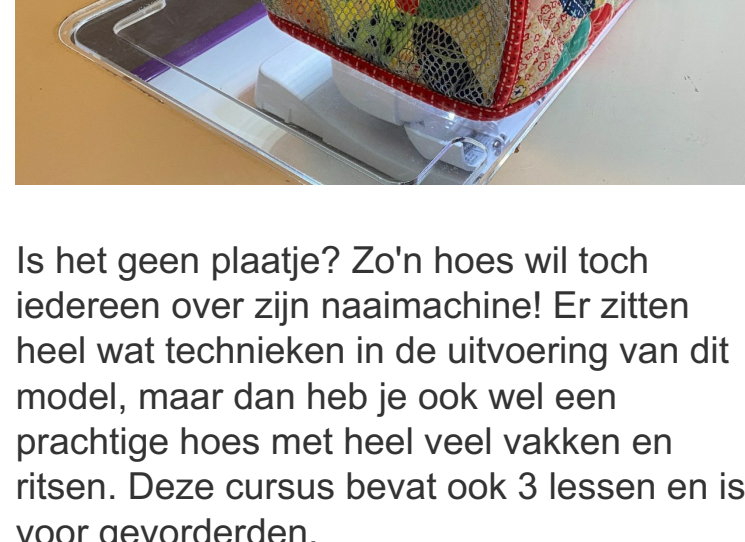 Is het geen plaatje? Zo'n hoes wil toch
iedereen over zijn naaimachine! Er zitten
heel wat technieken in de uitvoering van dit
model, maar dan heb je ook wel een
prachtige hoes met heel veel vakken en
ritsen. Deze cursus bevat ook 3 lessen en is
voor gevorderden.